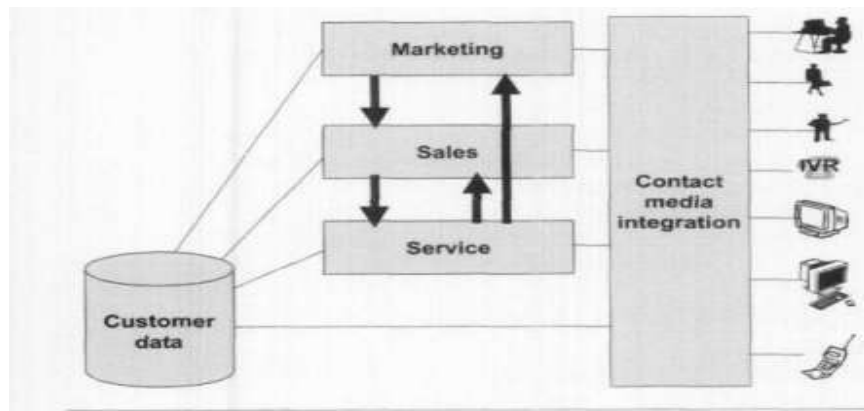 Marketing
Sales
Service
Customer
data
Contact
media
integration
IVR